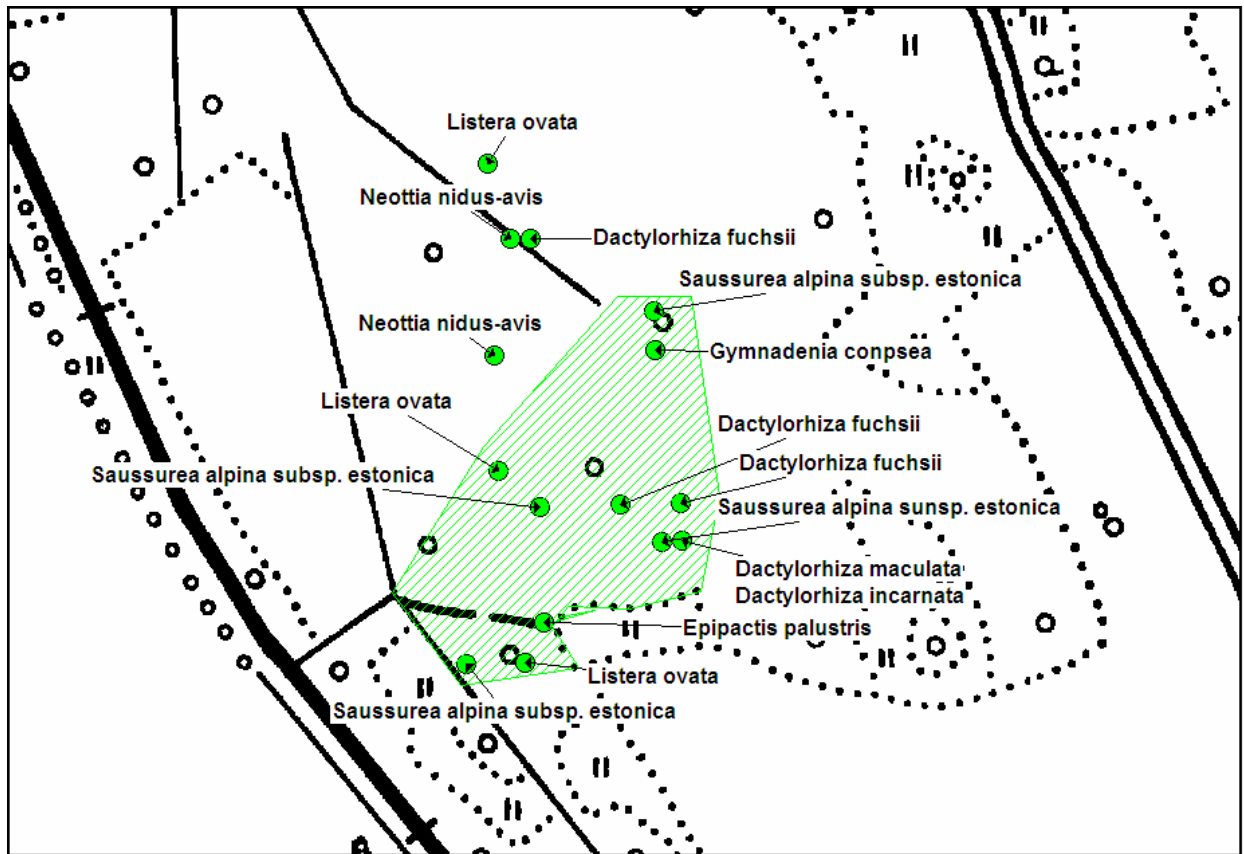 Listera ovata
Neottia nidus-avis
Dactylorhiza fuchsii
Saussurea alpina subsp. estonica
Neottia nidus-avis
Gymnadenia conpsea
Listera ovata
Dactylorhiza fuchsii
Dactylorhiza fuchsii
Saussurea alpina subsp. estonica
Saussurea alpina sunsp. estonica
Dactylorhiza maculata
Dactylorhiza incarnata
Epipactis palustris
Listera ovata
Saussurea alpina subsp. estonica